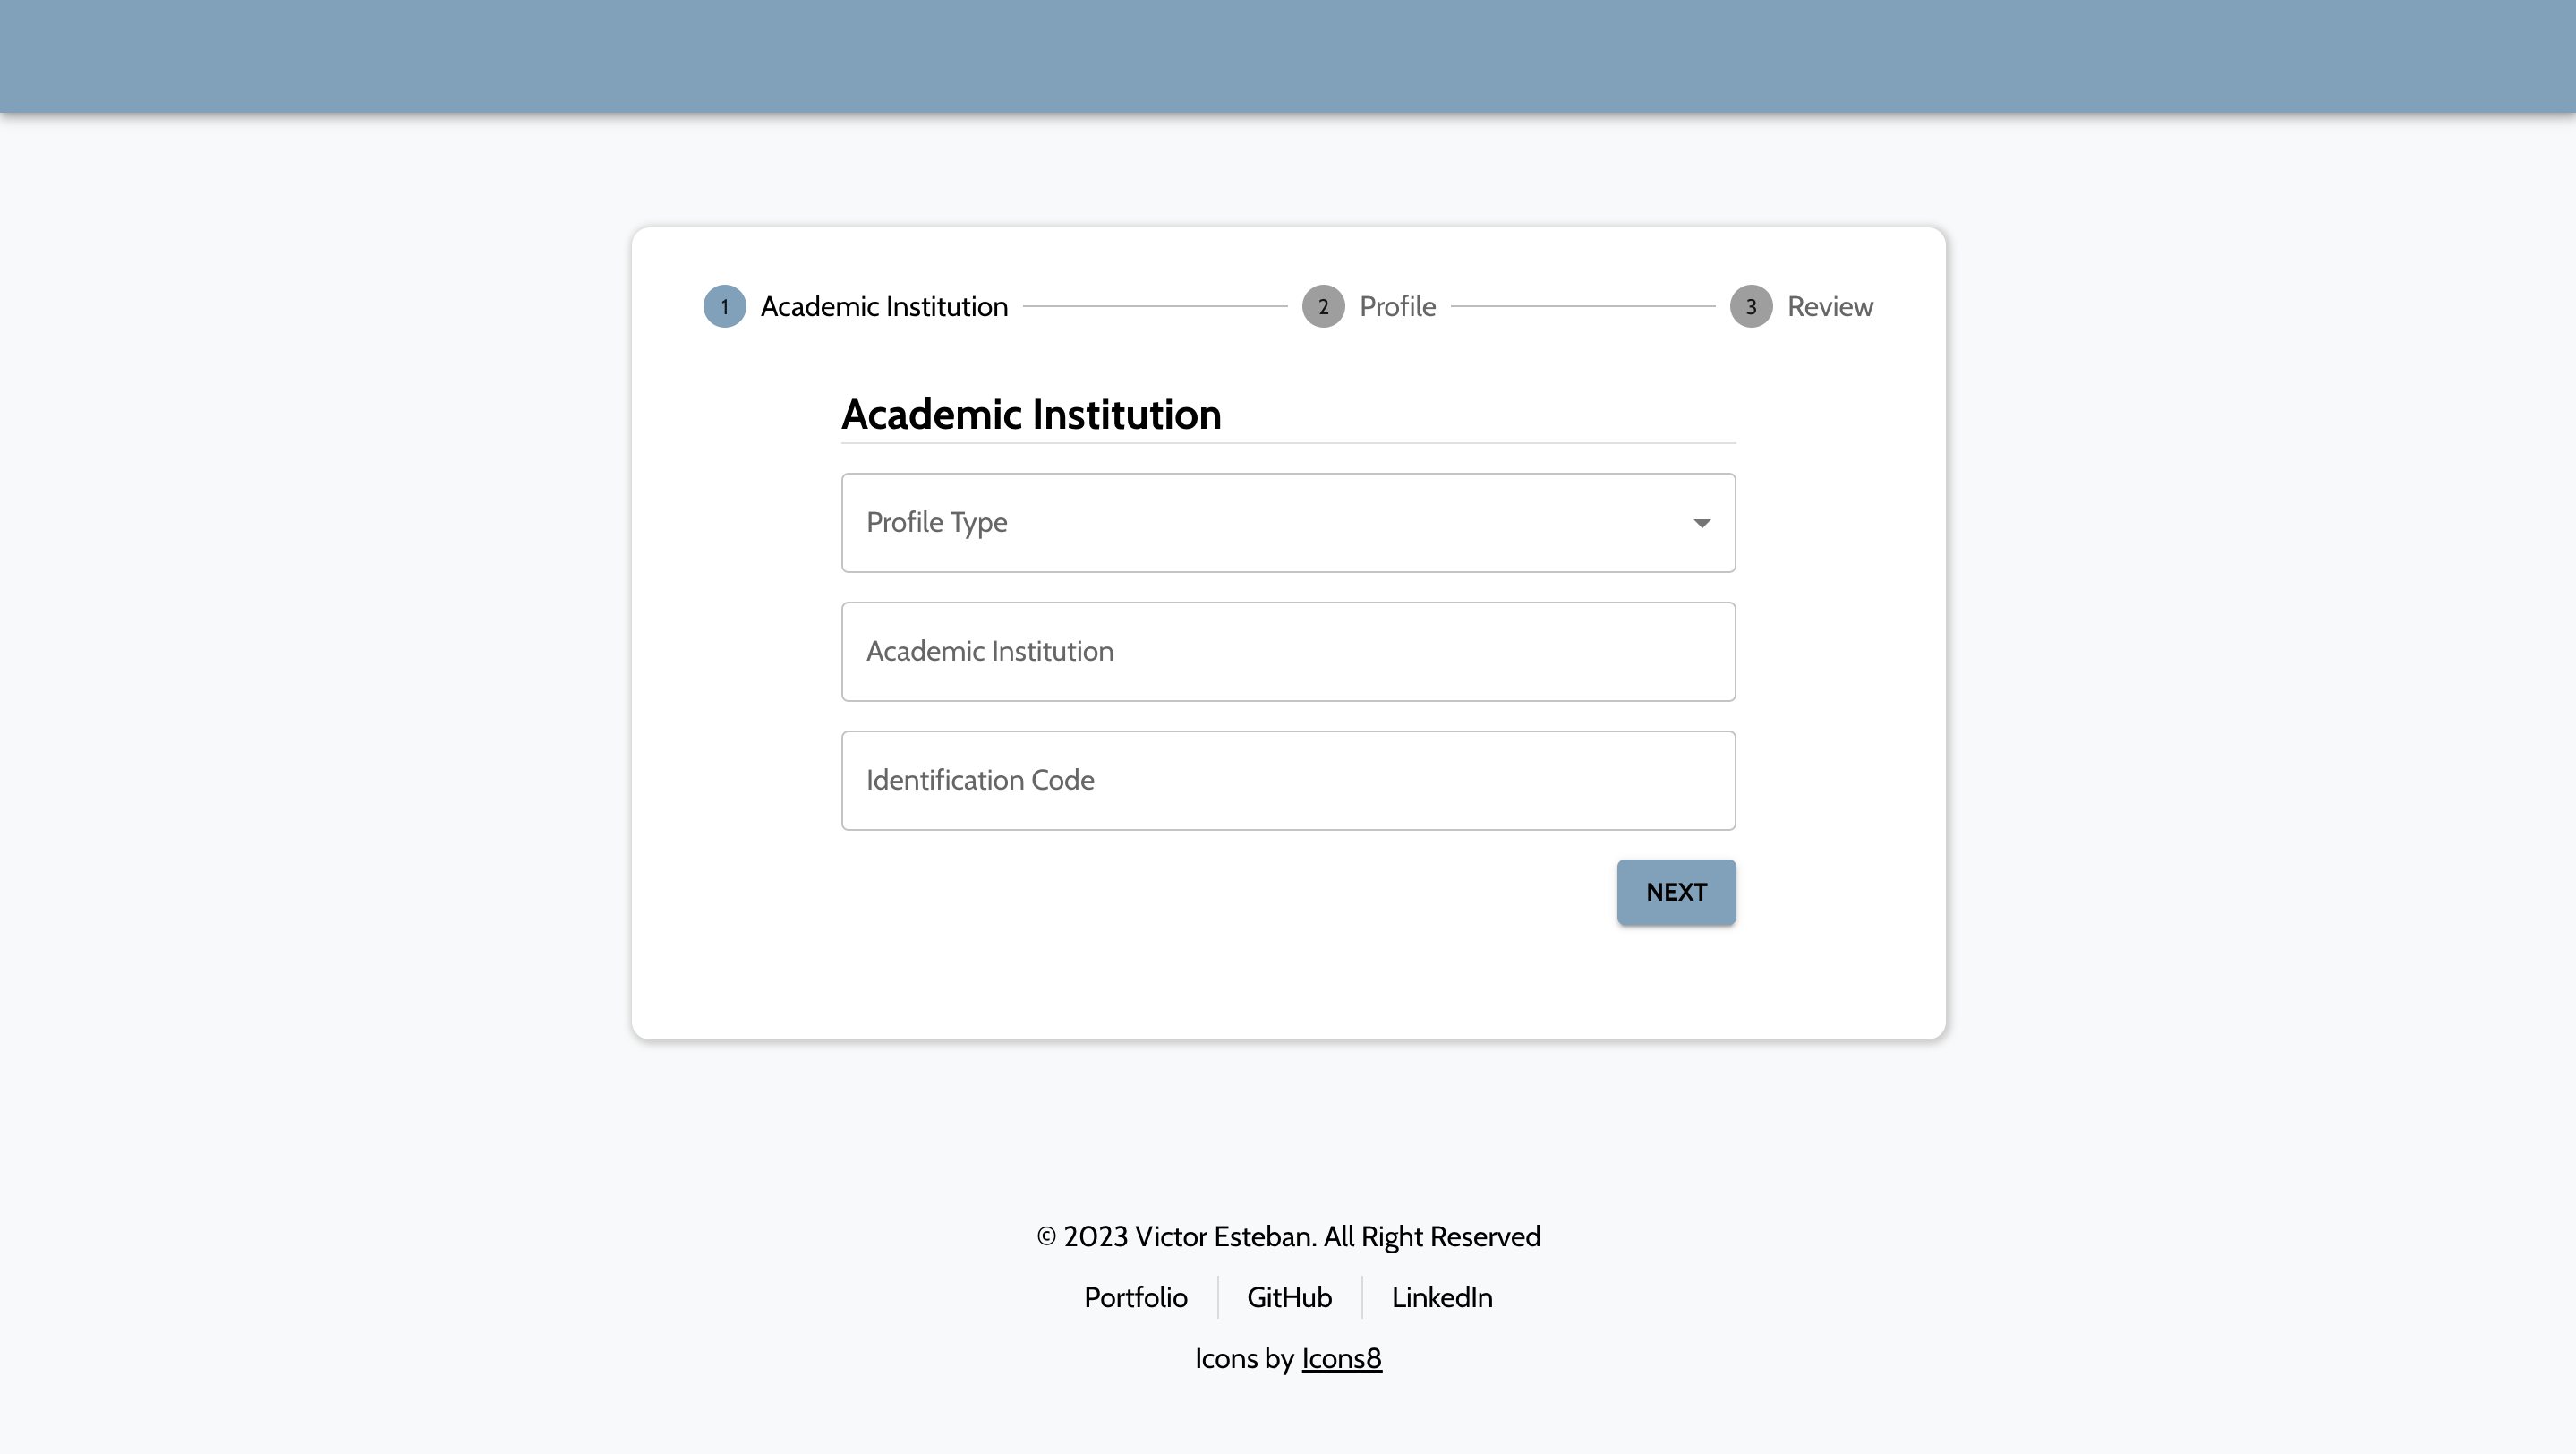 1 Academic Institution 2 Profile 3 Review
Academic Institution
Profile Type
Academic Institution
Identification Code
NEXT
© 2023 Victor Esteban. All Right Reserved
Portfolio GitHub LinkedIn
Icons by Icons8